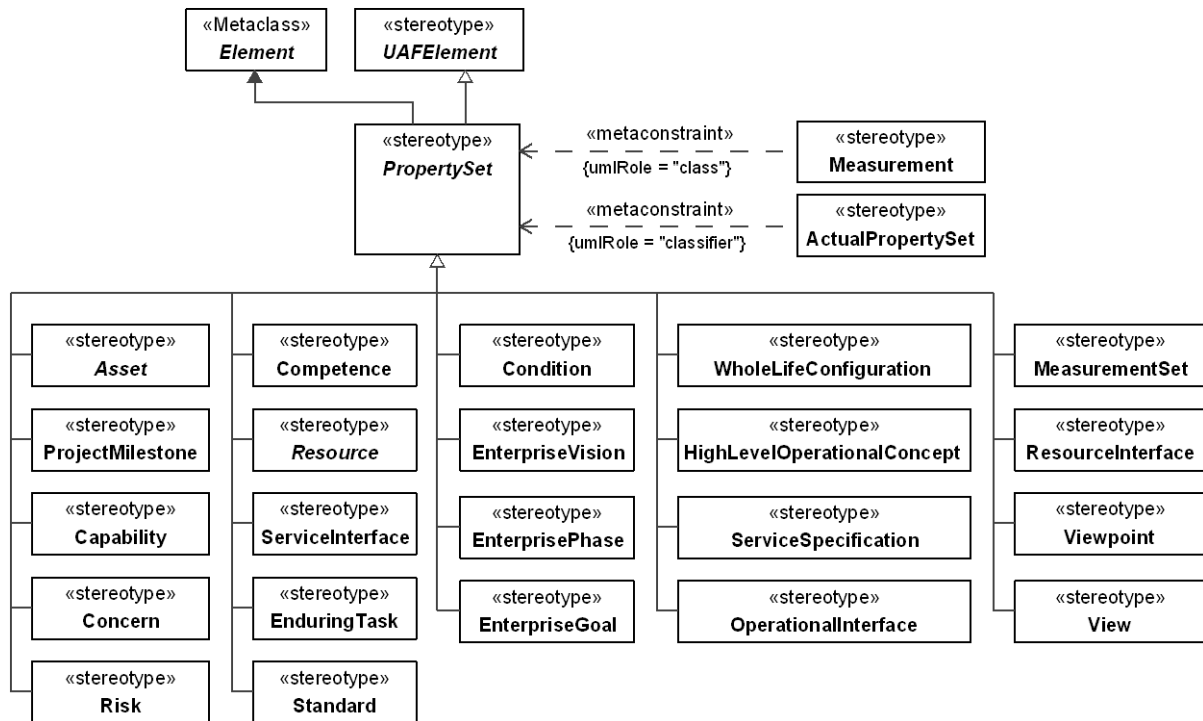 «Metaclass»
Element
«stereotype»
UAFElement
«stereotype»
PropertySet
«metaconstraint»
{umlRole = "class"}
«stereotype»
Measurement
«metaconstraint»
{umlRole = "classifier"}
«stereotype»
ActualPropertySet
«stereotype»
Asset
«stereotype»
Competence
«stereotype»
Condition
«stereotype»
WholeLifeConfiguration
«stereotype»
MeasurementSet
«stereotype»
ProjectMilestone
«stereotype»
Resource
«stereotype»
EnterpriseVision
«stereotype»
HighLevelOperationalConcept
«stereotype»
ResourceInterface
«stereotype»
Capability
«stereotype»
ServiceInterface
«stereotype»
EnterprisePhase
«stereotype»
ServiceSpecification
«stereotype»
Viewpoint
«stereotype»
Concern
«stereotype»
EnduringTask
«stereotype»
EnterpriseGoal
«stereotype»
OperationalInterface
«stereotype»
View
«stereotype»
Risk
«stereotype»
Standard